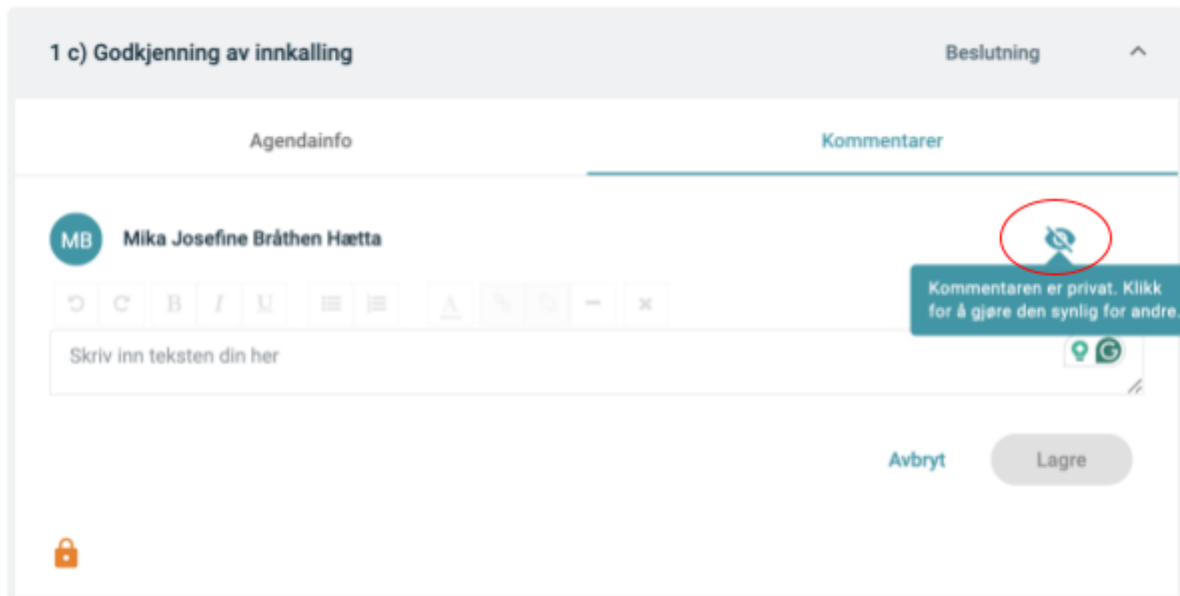 1 c) Godkjenning av innkalling
Beslutning
Agendainfo
Kommentarer
MB
Mika Josefine Bråthen Hætta
Kommentaren er privat. Klikk
for å gjøre den synlig for andre.
B I U A
Skriv inn teksten din her
G
Avbryt
Lagre